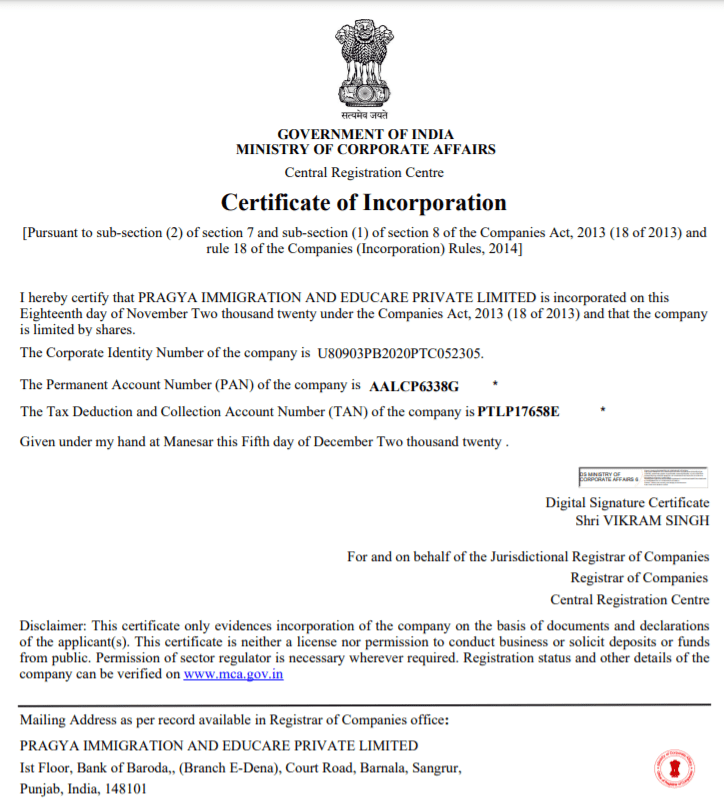 सत्यमेव जयते
GOVERNMENT OF INDIA
MINISTRY OF CORPORATE AFFAIRS
Central Registration Centre
Certificate of Incorporation
[Pursuant to sub-section (2) of section 7 and sub-section (1) of section 8 of the Companies Act, 2013 (18 of 2013) and
rule 18 of the Companies (Incorporation) Rules, 2014]
I hereby certify that PRAGYA IMMIGRATION AND EDUCARE PRIVATE LIMITED is incorporated on this
Eighteenth day of November Two thousand twenty under the Companies Act, 2013 (18 of 2013) and that the company
is limited by shares.
The Corporate Identity Number of the company is U80903PB2020PTC052305.
The Permanent Account Number (PAN) of the company is AALCP6338G *
The Tax Deduction and Collection Account Number (TAN) of the company is PTLP17658E *
Given under my hand at Manesar this Fifth day of December Two thousand twenty .
DS MINISTRY OF
CORPORATE AFFAIRS 6
Digital Signature Certificate
Shri VIKRAM SINGH
For and on behalf of the Jurisdictional Registrar of Companies
Registrar of Companies
Central Registration Centre
Disclaimer: This certificate only evidences incorporation of the company on the basis of documents and declarations
of the applicant(s). This certificate is neither a license nor permission to conduct business or solicit deposits or funds
from public. Permission of sector regulator is necessary wherever required. Registration status and other details of the
company can be verified on www.mca.gov.in
Mailing Address as per record available in Registrar of Companies office:
PRAGYA IMMIGRATION AND EDUCARE PRIVATE LIMITED
Ist Floor, Bank of Baroda,, (Branch E-Dena), Court Road, Barnala, Sangrur,
Punjab, India, 148101